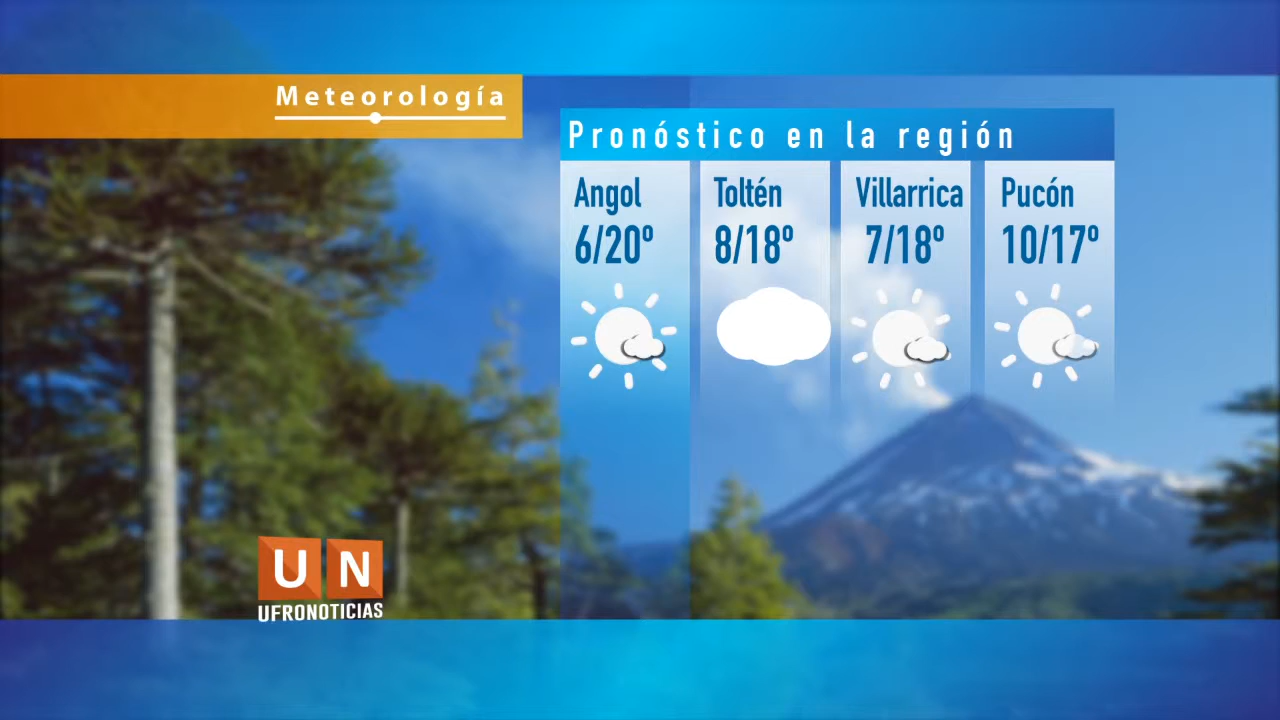 Meteorología
Pronóstico en la región
Angol
6/20º
Toltén
8/18º
Villarrica
7/18º
Pucón
10/17º
UN
UFRONOTICIAS